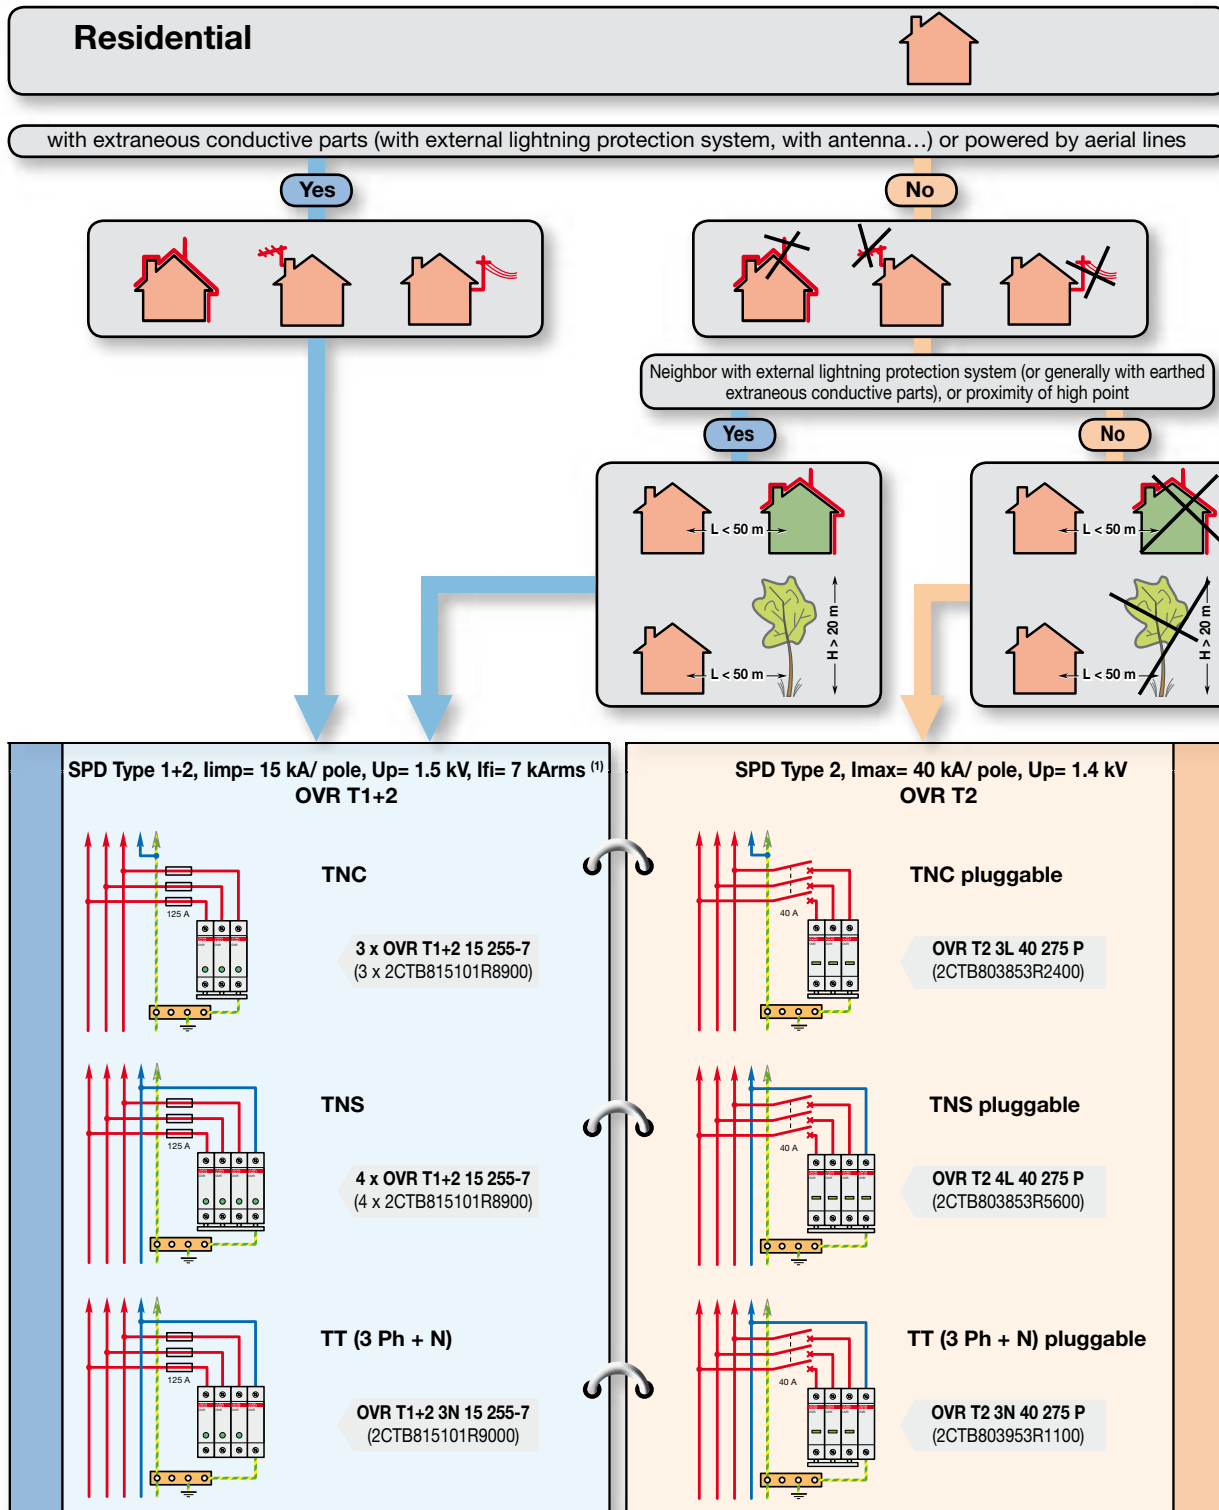 Residential
with extraneous conductive parts (with external lightning protection system, with antenna…) or powered by aerial lines
Yes
No
Neighbor with external lightning protection system (or generally with earthed
extraneous conductive parts), or proximity of high point
Yes
No
L < 50 m
L < 50 m
H > 20 m
L < 50 m
L < 50 m
H > 20 m
SPD Type 1+2, Iimp= 15 kA/ pole, Up= 1.5 kV, Ifi= 7 kArms (1)
OVR T1+2
TNC
125 A
3 x OVR T1+2 15 255-7
(3 x 2CTB815101R8900)
TNS
125 A
4 x OVR T1+2 15 255-7
(4 x 2CTB815101R8900)
TT (3 Ph + N)
125 A
OVR T1+2 3N 15 255-7
(2CTB815101R9000)
SPD Type 2, Imax= 40 kA/ pole, Up= 1.4 kV
OVR T2
TNC pluggable
40 A
OVR T2 3L 40 275 P
(2CTB803853R2400)
TNS pluggable
40 A
OVR T2 4L 40 275 P
(2CTB803853R5600)
TT (3 Ph + N) pluggable
40 A
OVR T2 3N 40 275 P
(2CTB803953R1100)